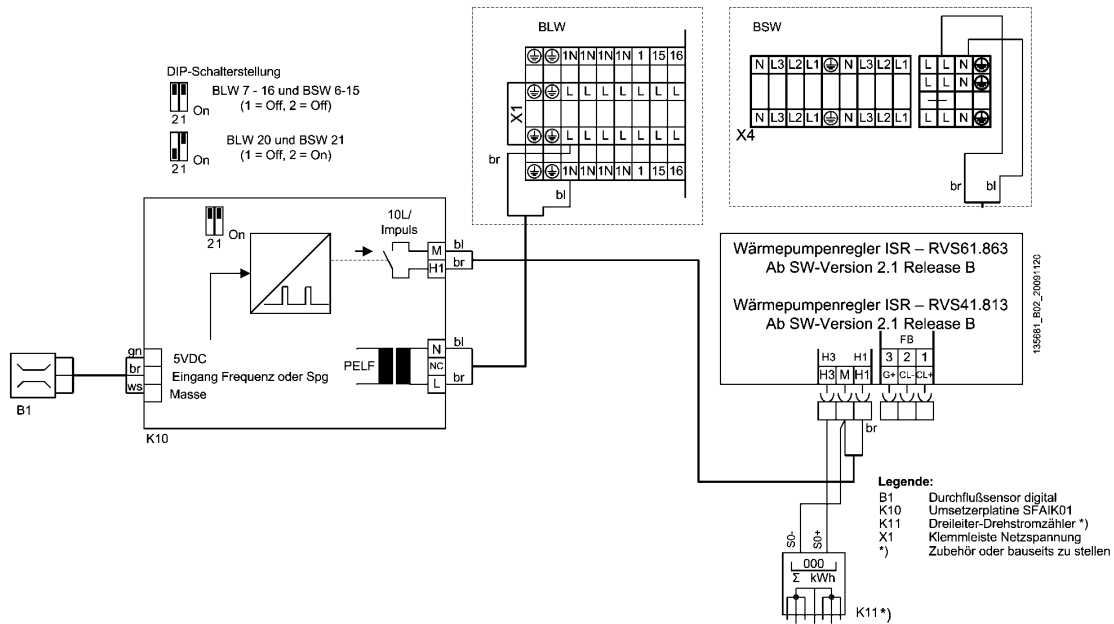 BLW
BSW
DIP-Schalterstellung
BLW 7 - 16 und BSW 6-15
(1 = Off, 2 = Off)
On
21
BLW 20 und BSW 21
(1 = Off, 2 = On)
On
21
1N 1N 1N 1N 1 15 16
L L L L L L L
X1
L L L L L L L
1N 1N 1N 1N 1 15 16
br
bl
N L3 L2 L1 N L3 L2 L1
L L N
L L N
N L3 L2 L1 N L3 L2 L1
L L N
X4
br
bl
21
On
10L/
Impuls
M
H1
bl
br
PELF
N
NC
L
bl
br
gn
br
ws
5VDC
Eingang Frequenz oder Spg
Masse
B1
K10
Wärmepumpenregler ISR – RVS61.863
Ab SW-Version 2.1 Release B
Wärmepumpenregler ISR – RVS41.813
Ab SW-Version 2.1 Release B
135681_B02_20091120
FB
H3 H1
3 2 1
H3 M H1
G+ CL- CL+
br
S0-
S0+
000
Σ kWh
K11*)
Legende:
B1 Durchflußsensor digital
K10 Umsetzerplatine SFAIK01
K11 Dreileiter-Drehstromzähler *)
X1 Klemmleiste Netzspannung
*) Zubehör oder bauseits zu stellen